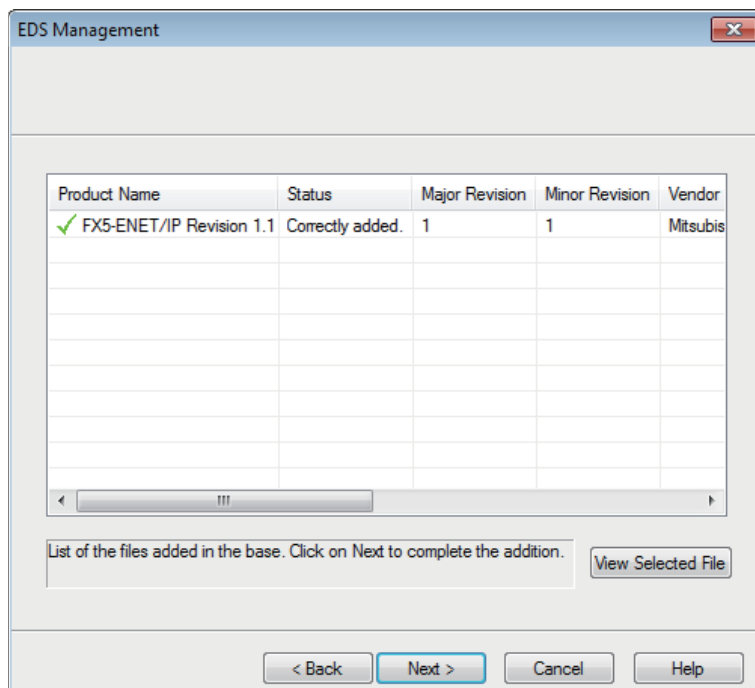 EDS Management
Product Name Status Major Revision Minor Revision Vendor
FX5-ENET/IP Revision 1.1 Correctly added. 1 1 Mitsubis
List of the files added in the base. Click on Next to complete the addition.
View Selected File
< Back Next > Cancel Help